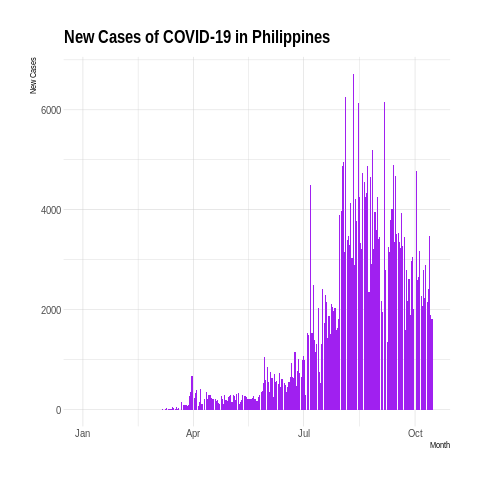 New Cases of COVID-19 in Philippines
New Cases
6000
4000
2000
0
Jan Apr Jul Oct
Month